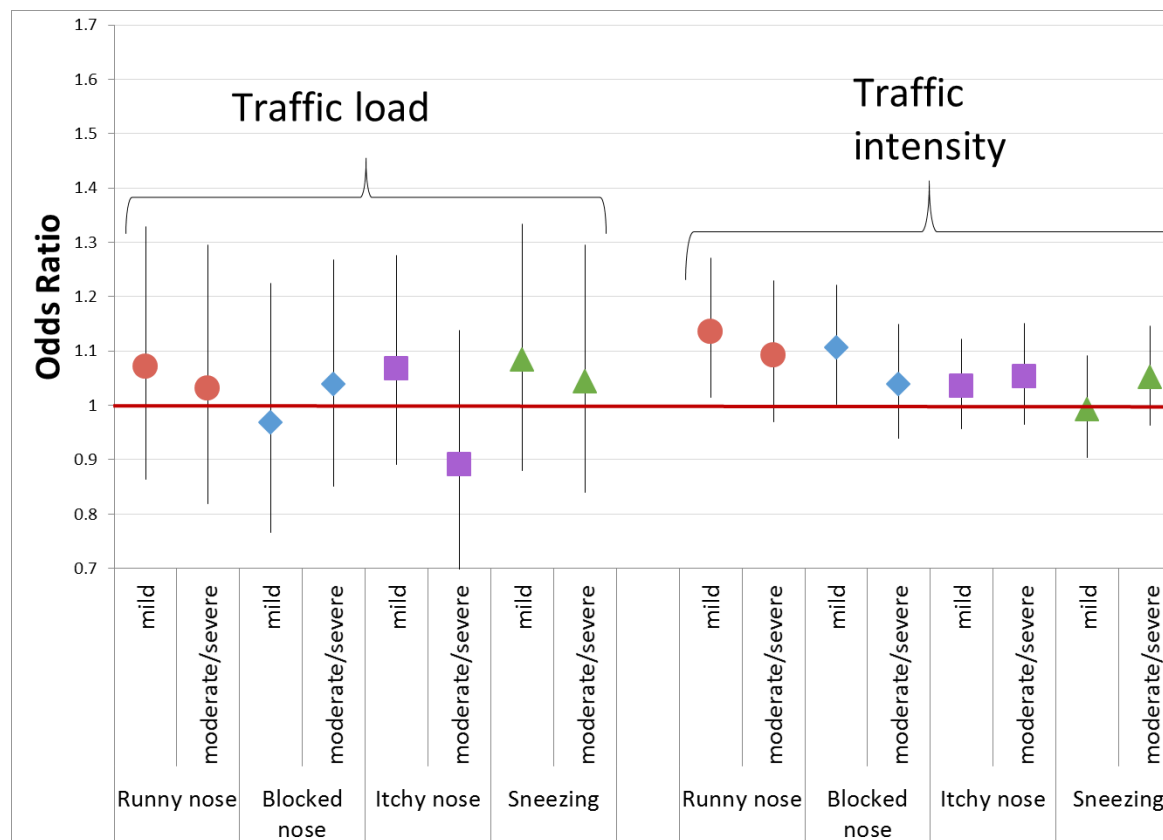 1.7
1.6
1.5
1.4
1.3
1.2
1.1
1
0.9
0.8
0.7
Odds Ratio
Traffic load
Traffic
intensity
mild
moderate/severe
mild
moderate/severe
mild
moderate/severe
mild
moderate/severe
mild
moderate/severe
mild
moderate/severe
mild
moderate/severe
mild
moderate/severe
Runny nose
Blocked
nose
Itchy nose
Sneezing
Runny nose
Blocked
nose
Itchy nose
Sneezing